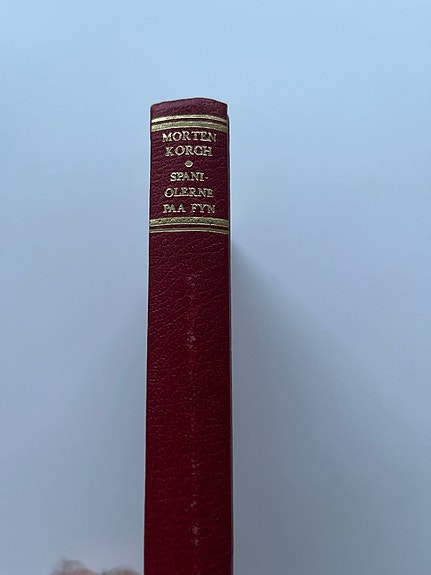 MORTEN
KORCH
SPANI-
OLERNE
PAA FYN